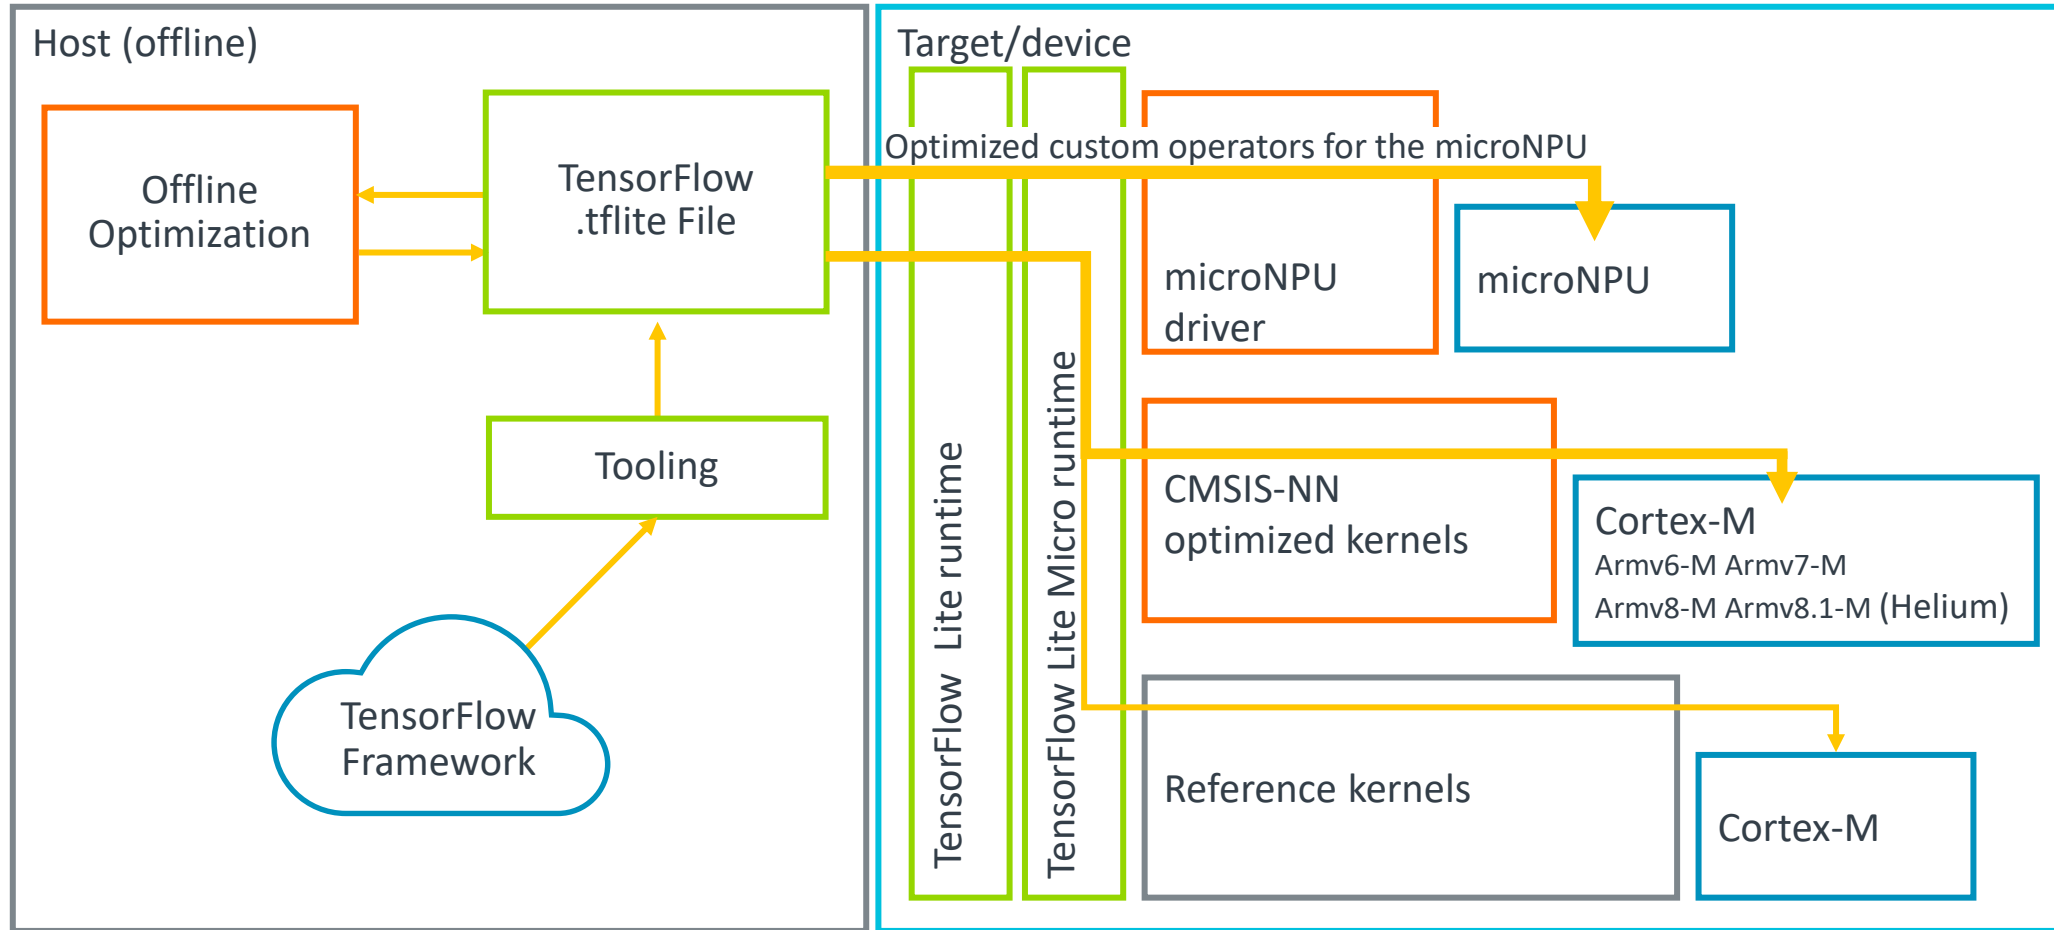 Host (offline)
Offline
Optimization
TensorFlow
.tflite File
Tooling
TensorFlow
Framework
Target/device
TensorFlow Lite runtime
TensorFlow Lite Micro runtime
Optimized custom operators for the microNPU
microNPU
driver
microNPU
CMSIS-NN
optimized kernels
Cortex-M
Armv6-M Armv7-M
Armv8-M Armv8.1-M (Helium)
Reference kernels
Cortex-M